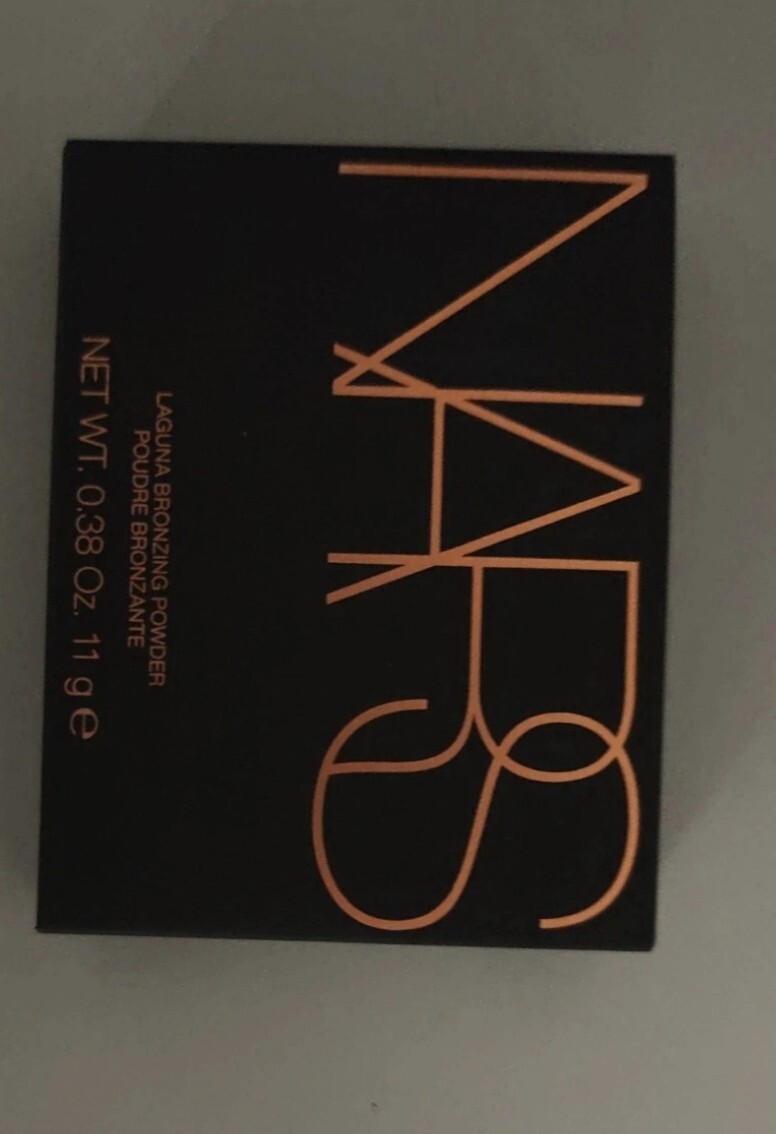 NARS
LAGUNA BRONZING POWDER
POUDRE BRONZANTE
NET WT. 0.38 Oz. 11 g ℮